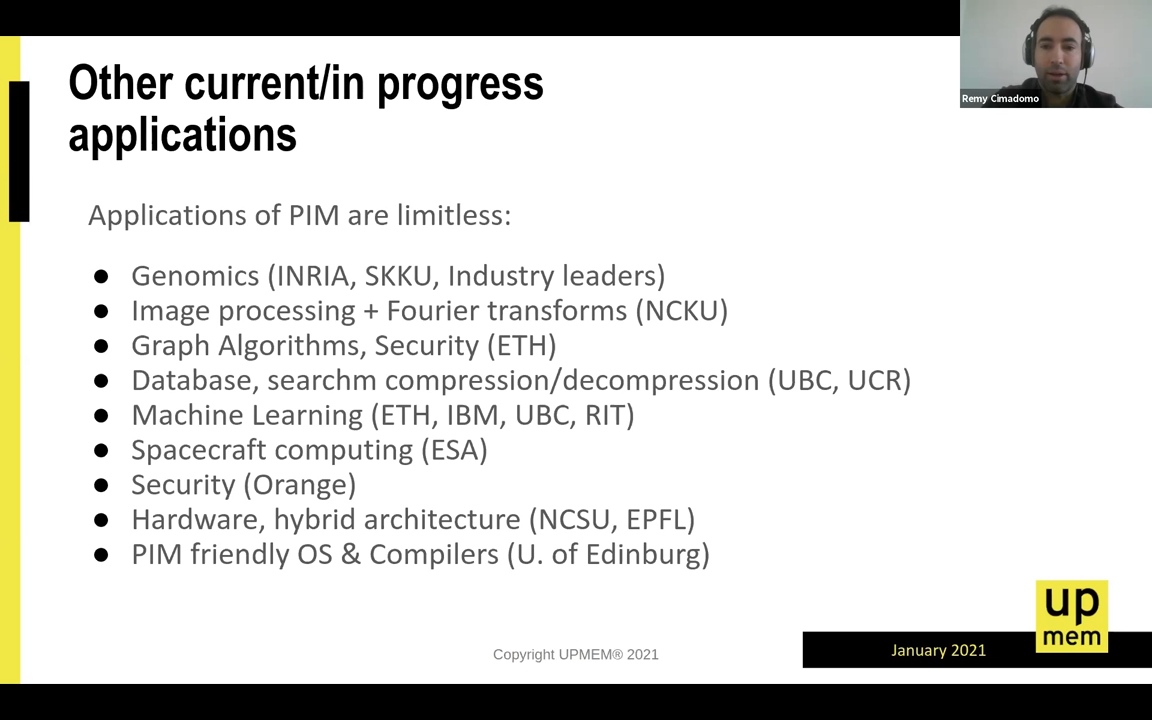 Other current/in progress
applications
Remy Cimadomo
Applications of PIM are limitless:
● Genomics (INRIA, SKKU, Industry leaders)
● Image processing + Fourier transforms (NCKU)
● Graph Algorithms, Security (ETH)
● Database, searchm compression/decompression (UBC, UCR)
● Machine Learning (ETH, IBM, UBC, RIT)
● Spacecraft computing (ESA)
● Security (Orange)
● Hardware, hybrid architecture (NCSU, EPFL)
● PIM friendly OS & Compilers (U. of Edinburg)
Copyright UPMEM® 2021
January 2021
up
mem